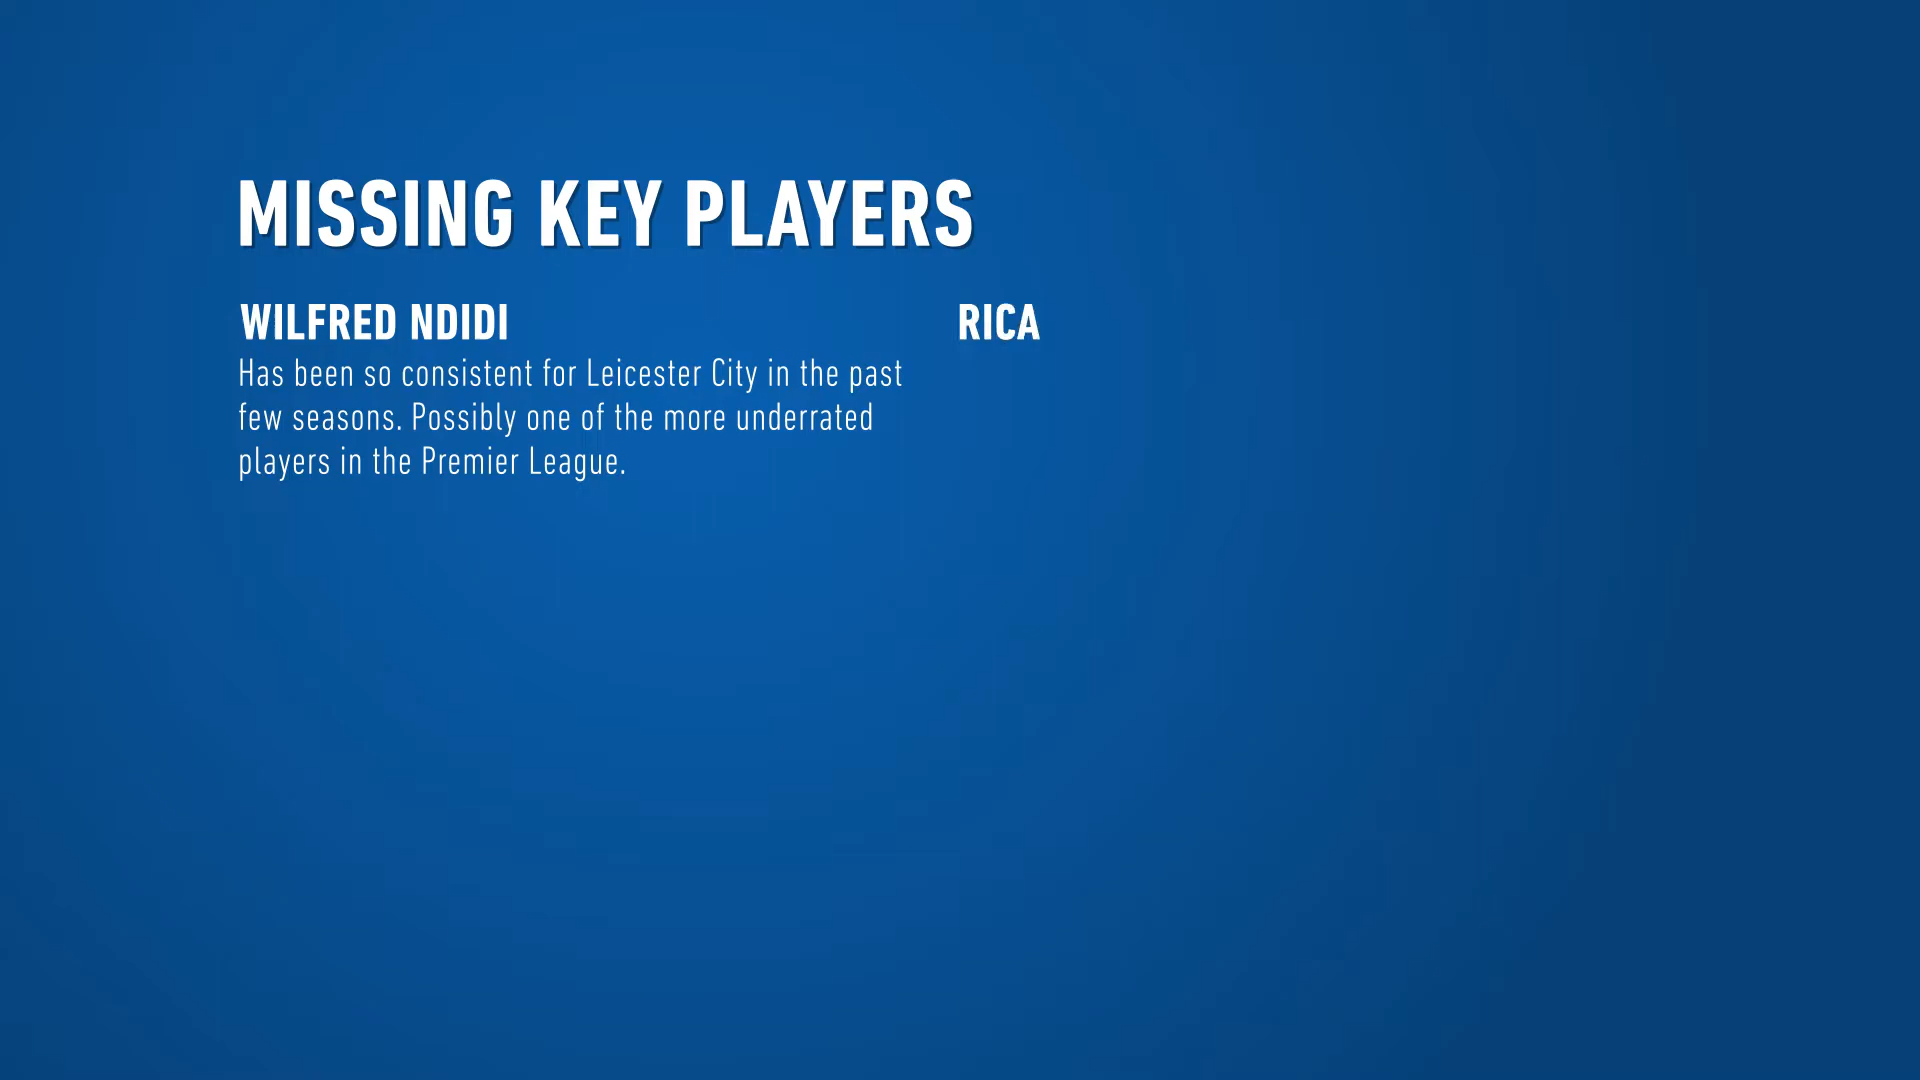 MISSING KEY PLAYERS
WILFRED NDIDI
Has been so consistent for Leicester City in the past
few seasons. Possibly one of the more underrated
players in the Premier League.
RICA